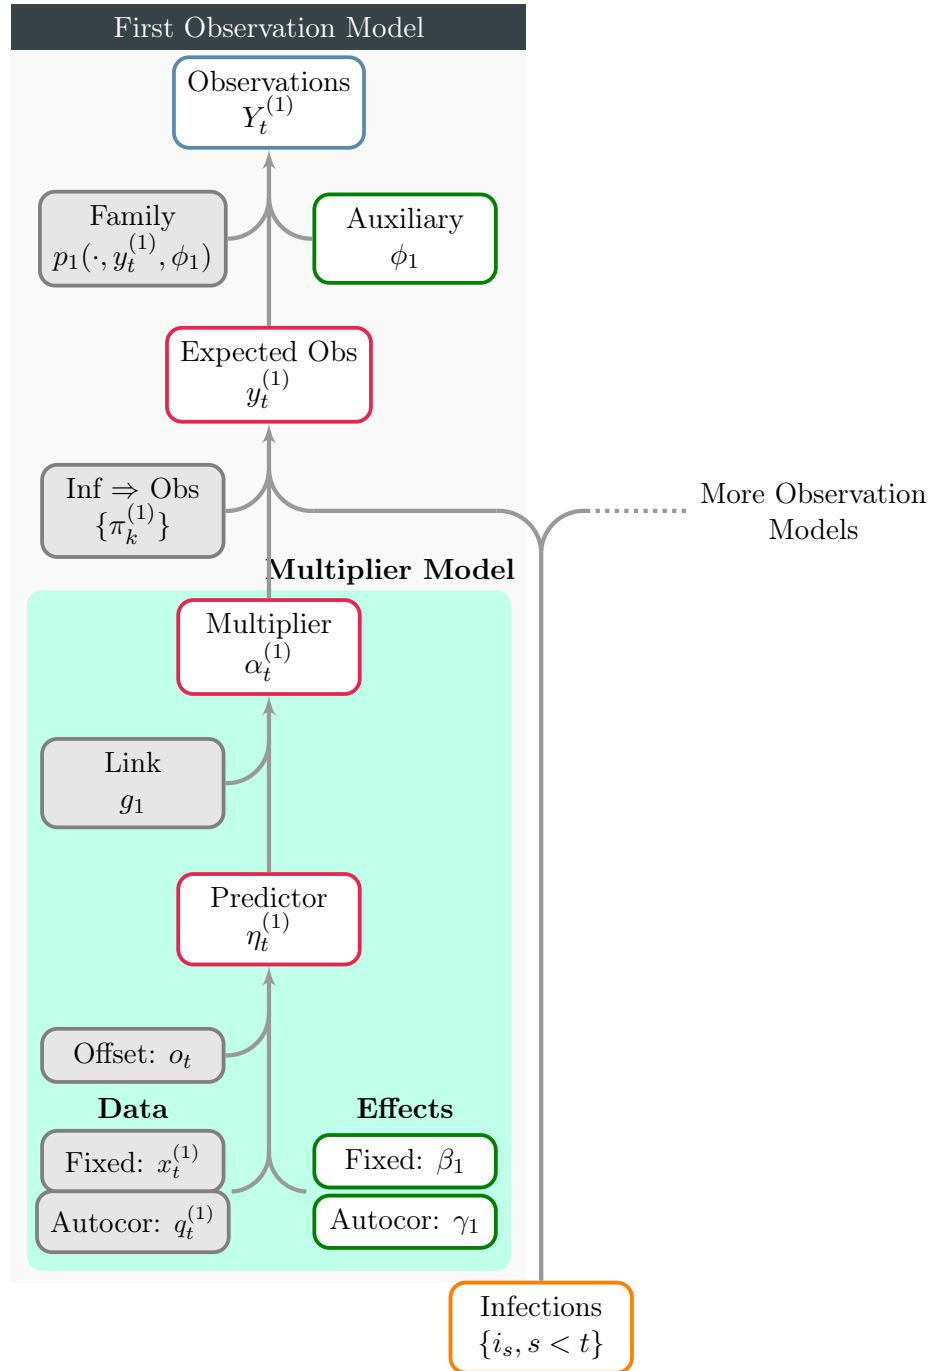 First Observation Model
Observations
$Y_t^{(1)}$
Family
$p_1(\cdot, y_t^{(1)}, \phi_1)$
Auxiliary
$\phi_1$
Expected Obs
$y_t^{(1)}$
Inf ⇒ Obs
$\{\pi_k^{(1)}\}$
More Observation
Models
Multiplier Model
Multiplier
$\alpha_t^{(1)}$
Link
$g_1$
Predictor
$\eta_t^{(1)}$
Offset: $o_t$
Data
Effects
Fixed: $x_t^{(1)}$
Fixed: $\beta_1$
Autocor: $q_t^{(1)}$
Autocor: $\gamma_1$
Infections
$\{i_s, s < t\}$